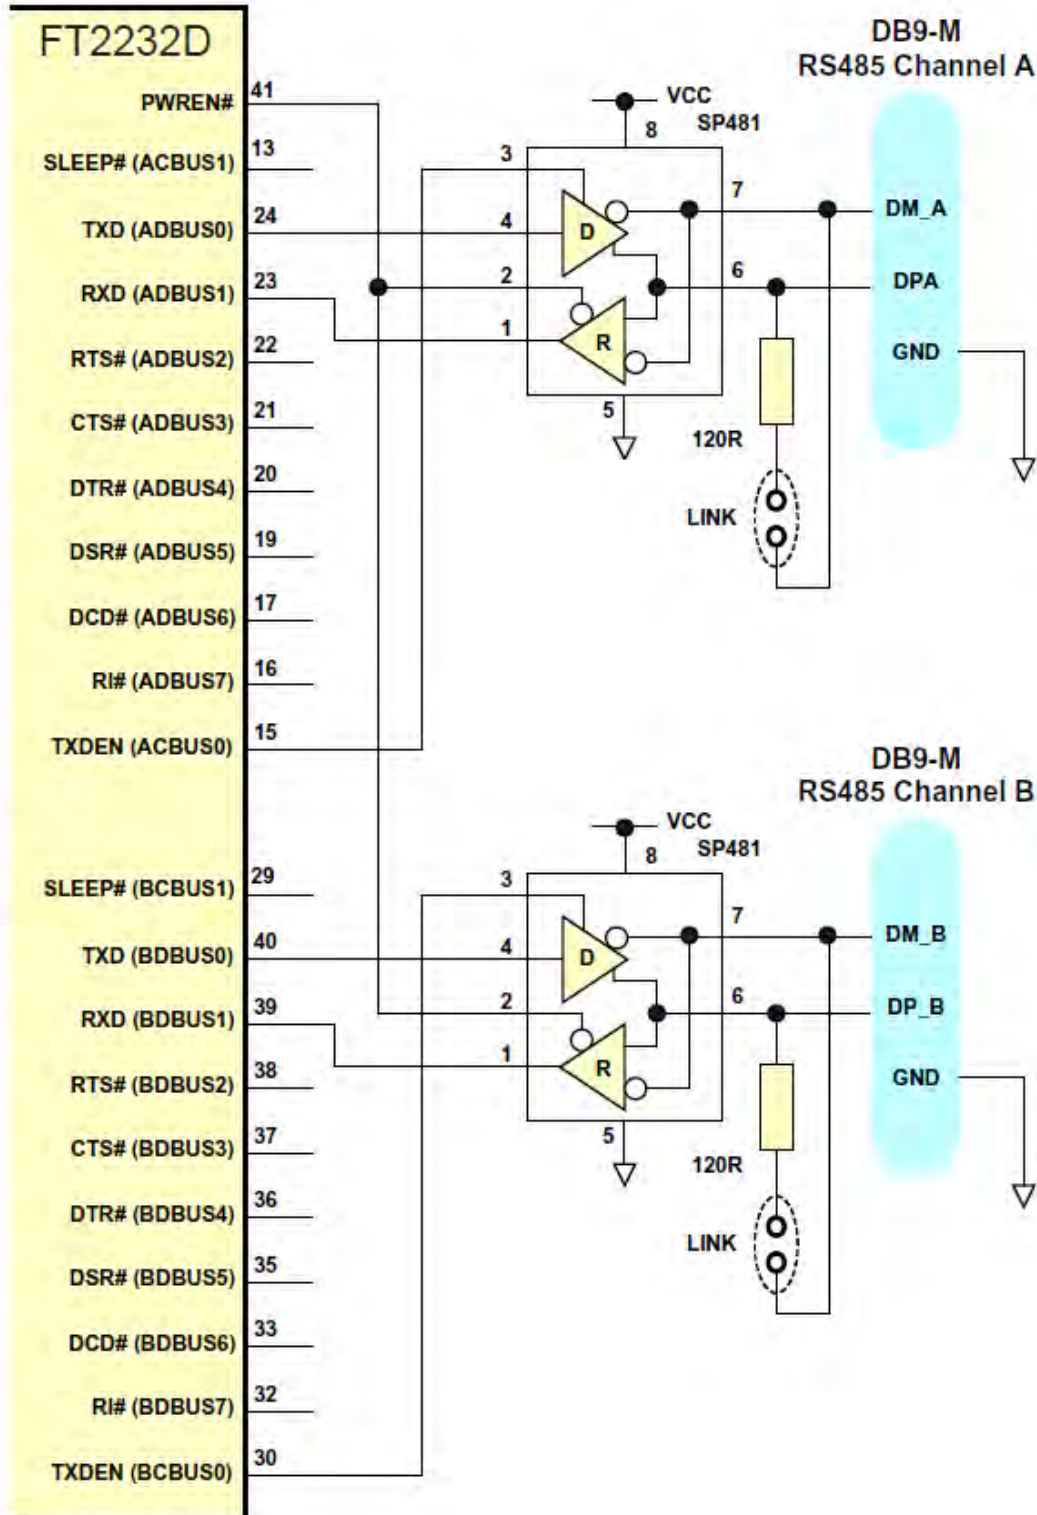 FT2232D
DB9-M
RS485 Channel A
PWREN# 41
VCC
8 SP481
SLEEP# (ACBUS1) 13
3
7
DM_A
TXD (ADBUS0) 24
4 D
RXD (ADBUS1) 23
2
6
DPA
1 R
GND
RTS# (ADBUS2) 22
CTS# (ADBUS3) 21
5
120R
DTR# (ADBUS4) 20
LINK
DSR# (ADBUS5) 19
DCD# (ADBUS6) 17
RI# (ADBUS7) 16
TXDEN (ACBUS0) 15
DB9-M
RS485 Channel B
VCC
8 SP481
SLEEP# (BCBUS1) 29
3
7
DM_B
TXD (BDBUS0) 40
4 D
RXD (BDBUS1) 39
2
6
DP_B
1 R
GND
RTS# (BDBUS2) 38
CTS# (BDBUS3) 37
5
120R
DTR# (BDBUS4) 36
LINK
DSR# (BDBUS5) 35
DCD# (BDBUS6) 33
RI# (BDBUS7) 32
TXDEN (BCBUS0) 30